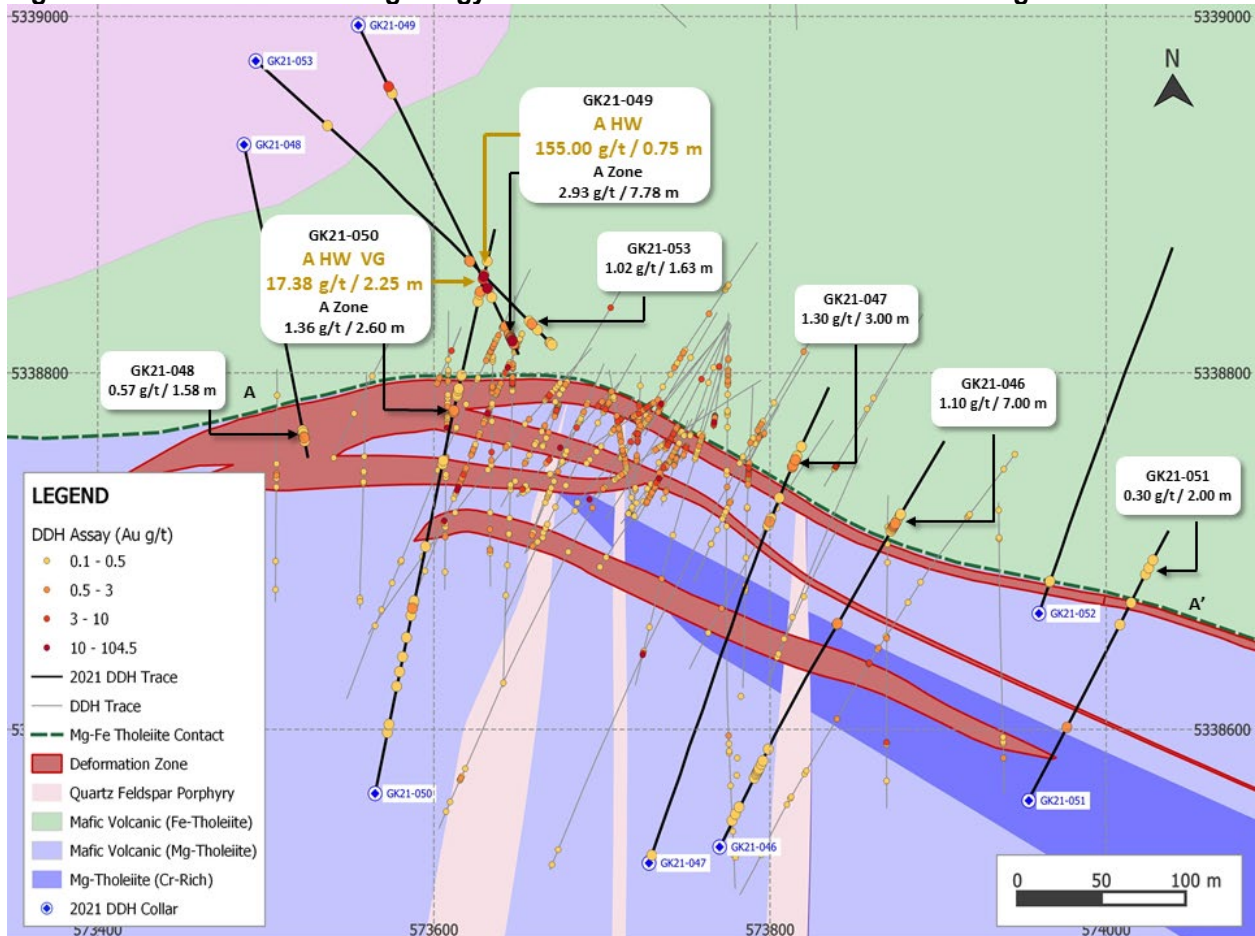 5339000
5339000
GK21-049
GK21-053
GK21-048
N
GK21-049
A HW
155.00 g/t / 0.75 m
A Zone
2.93 g/t / 7.78 m
GK21-050
A HW VG
17.38 g/t / 2.25 m
A Zone
1.36 g/t / 2.60 m
GK21-053
1.02 g/t / 1.63 m
GK21-047
1.30 g/t / 3.00 m
GK21-048
0.57 g/t / 1.58 m
A
5338800
5338800
GK21-046
1.10 g/t / 7.00 m
GK21-051
0.30 g/t / 2.00 m
A'
GK21-052
LEGEND
DDH Assay (Au g/t)
0.1 - 0.5
0.5 - 3
3 - 10
10 - 104.5
2021 DDH Trace
DDH Trace
Mg-Fe Tholeiite Contact
Deformation Zone
Quartz Feldspar Porphyry
Mafic Volcanic (Fe-Tholeiite)
Mafic Volcanic (Mg-Tholeiite)
Mg-Tholeiite (Cr-Rich)
2021 DDH Collar
5338600
GK21-050
GK21-047
GK21-046
GK21-051
0 50 100 m
573400
573600
573800
574000